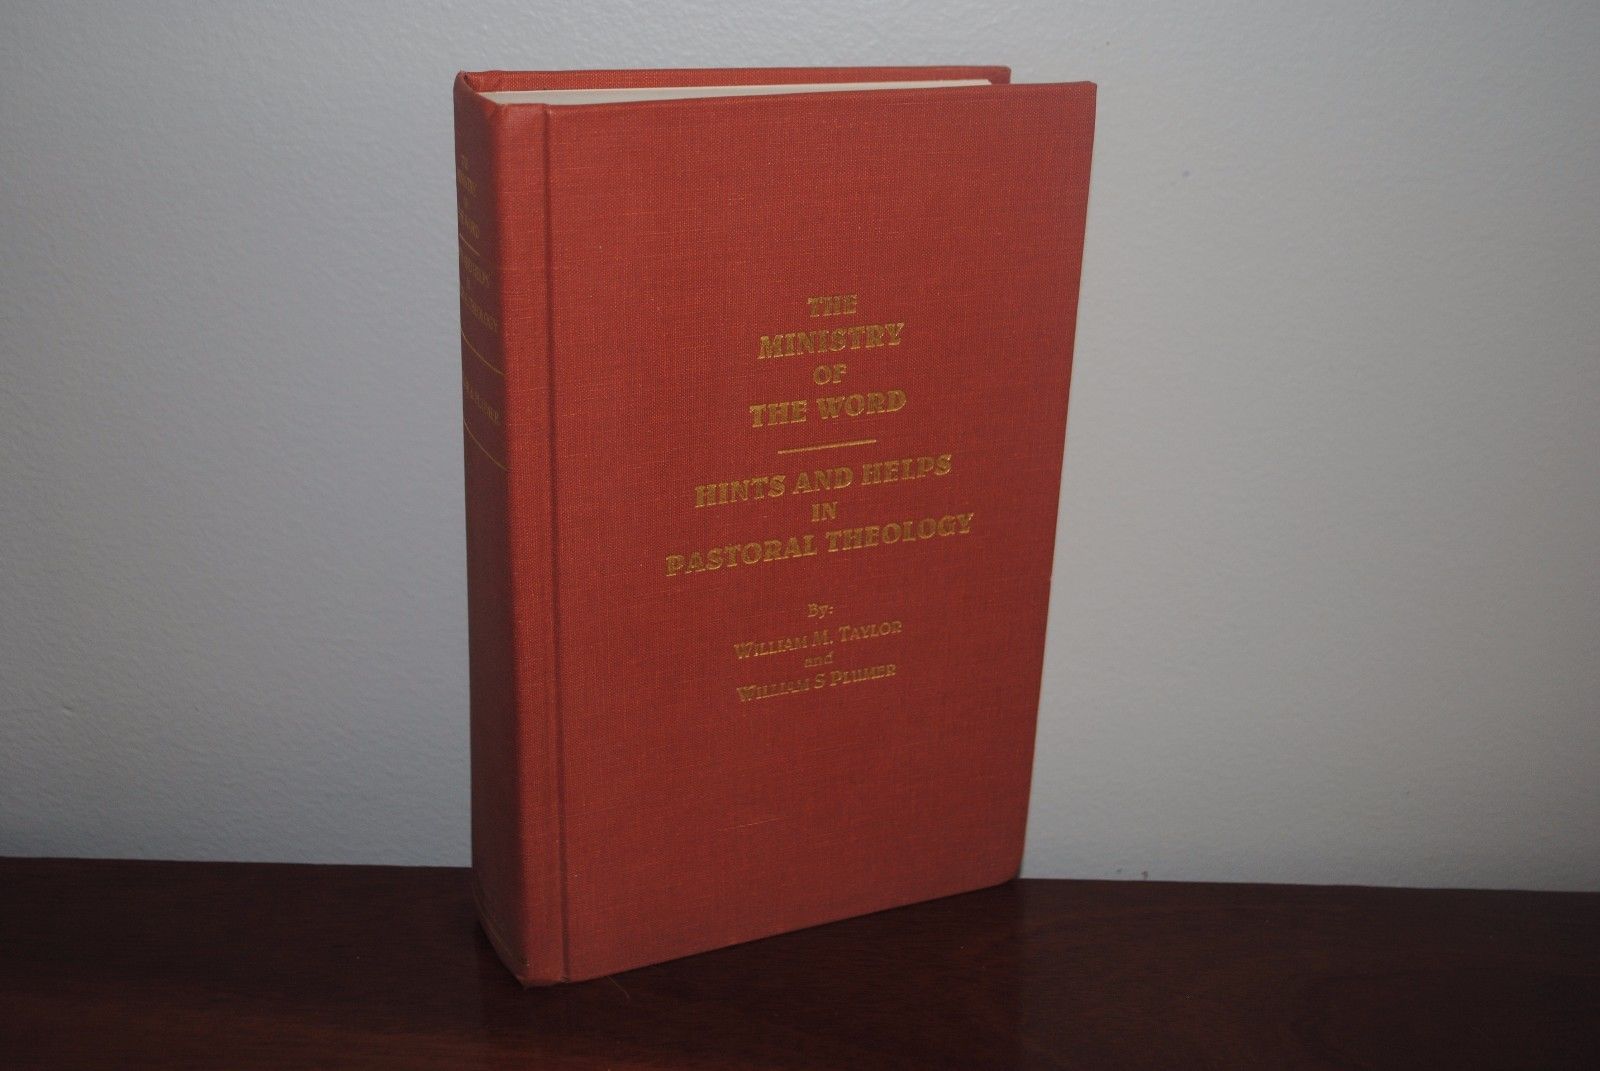 THE
MINISTRY
OF
THE WORD
HINTS AND HELPS
IN
PASTORAL THEOLOGY
By:
WILLIAM M. TAYLOR
and
WILLIAM S PLUMER